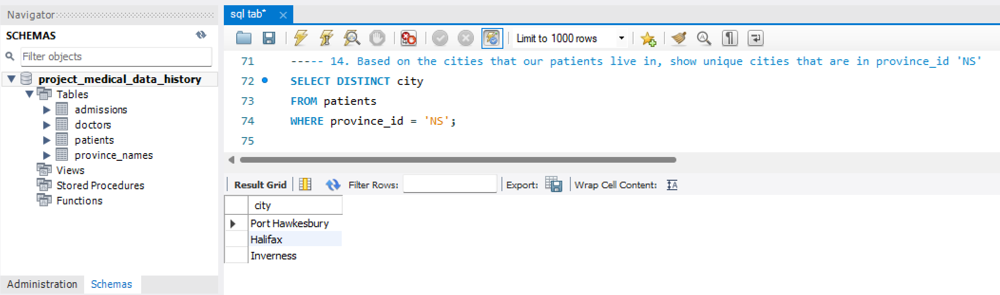 Navigator
SCHEMAS
Filter objects
project_medical_data_history
Tables
admissions
doctors
patients
province_names
Views
Stored Procedures
Functions
Administration Schemas
sql tab*
Limit to 1000 rows
71 ----- 14. Based on the cities that our patients live in, show unique cities that are in province_id 'NS'
72 SELECT DISTINCT city
73 FROM patients
74 WHERE province_id = 'NS';
75
Result Grid Filter Rows: Export: Wrap Cell Content:
city
Port Hawkesbury
Halifax
Inverness